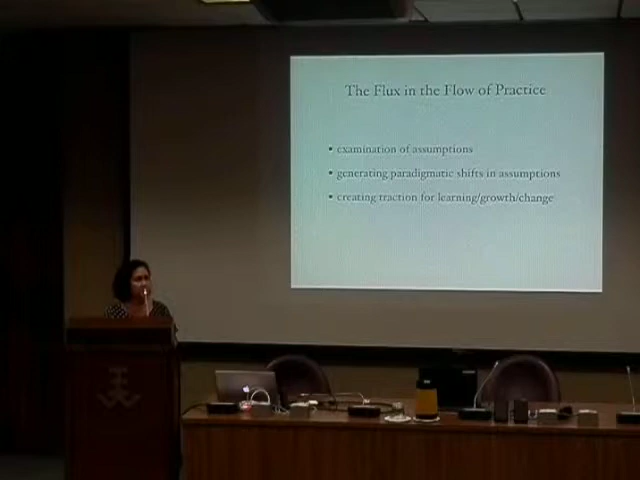 The Flux in the Flow of Practice
• examination of assumptions
• generating paradigmatic shifts in assumptions
• creating traction for learning/growth/change